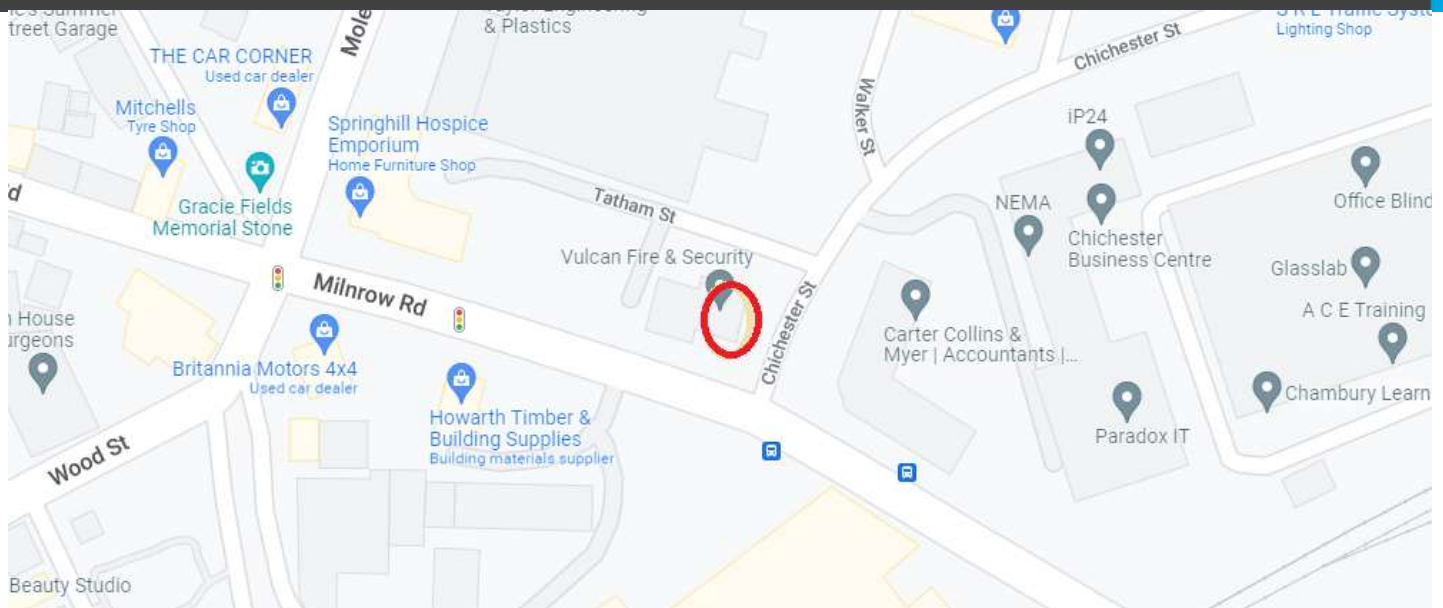 treet Garage
Mole
& Plastics
Chichester St
Lighting Shop
THE CAR CORNER
Used car dealer
Mitchells
Tyre Shop
Springhill Hospice
Emporium
Home Furniture Shop
Walker St
iP24
Rd
Gracie Fields
Memorial Stone
Tatham St
NEMA
Office Blind
Chichester
Business Centre
Vulcan Fire & Security
Glasslab
Milnrow Rd
Chichester St
A C E Training
n House
urgeons
Carter Collins &
Myer | Accountants |...
Britannia Motors 4x4
Used car dealer
Chambury Learn
Howarth Timber &
Building Supplies
Building materials supplier
Paradox IT
Wood St
Beauty Studio